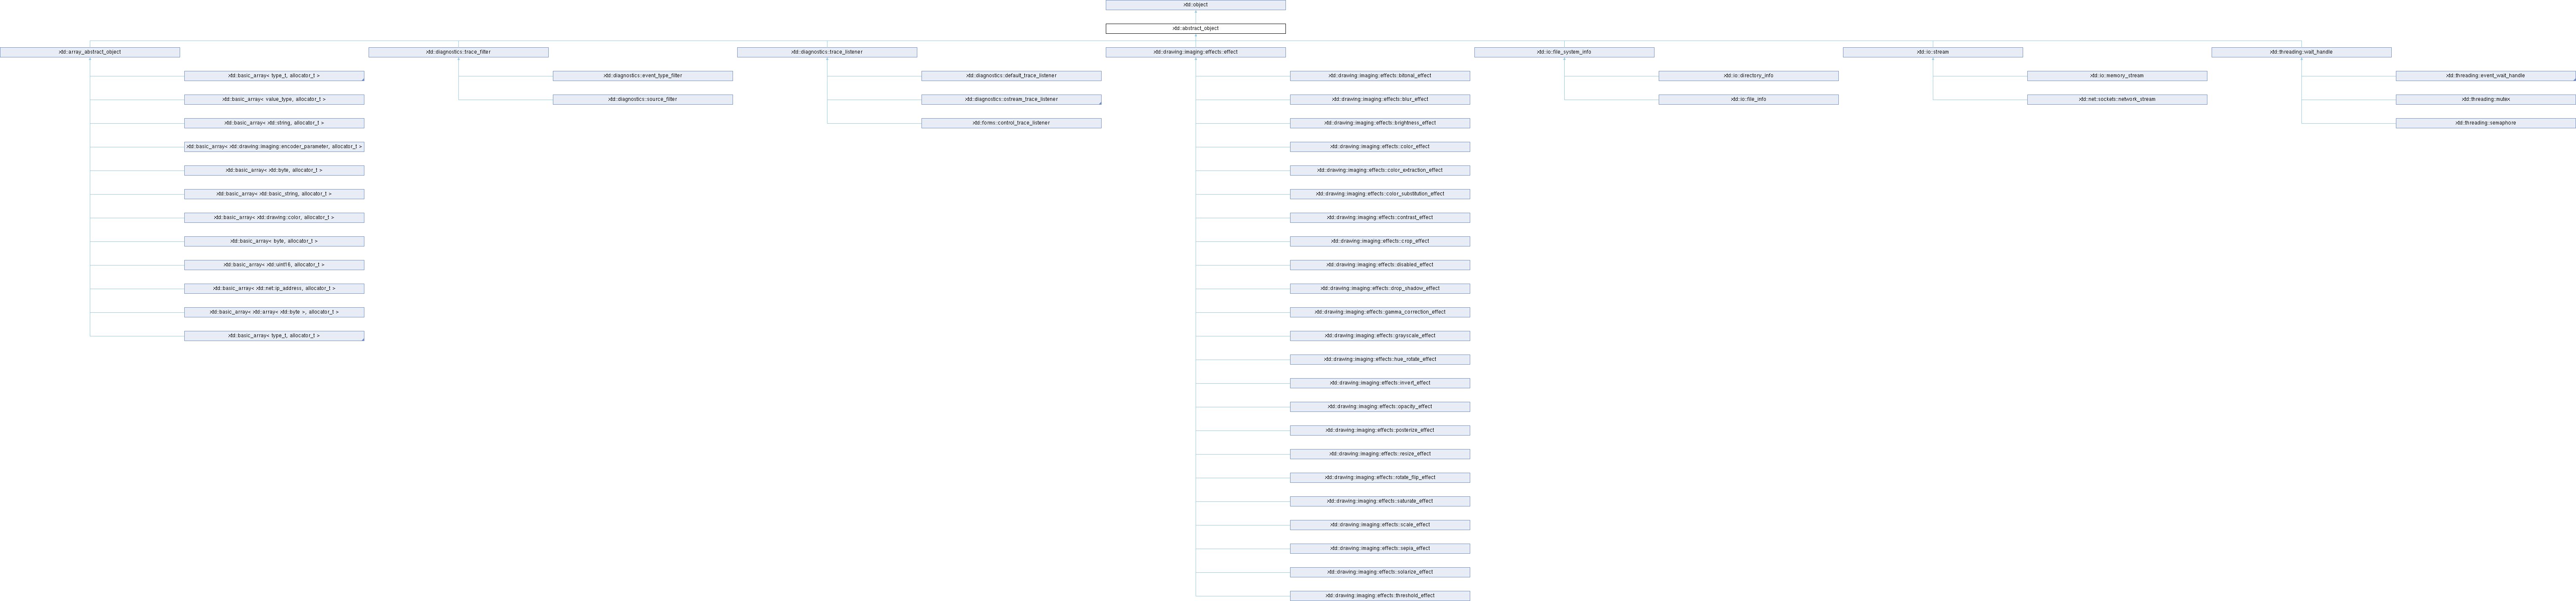 xtd::object
xtd::abstract_object
xtd::array_abstract_object
xtd::diagnostics::trace_filter
xtd::diagnostics::trace_listener
xtd::drawing::imaging::effects::effect
xtd::io::file_system_info
xtd::io::stream
xtd::threading::wait_handle
xtd::basic_array< type_t, allocator_t >
xtd::diagnostics::event_type_filter
xtd::diagnostics::default_trace_listener
xtd::drawing::imaging::effects::bitonal_effect
xtd::io::directory_info
xtd::io::memory_stream
xtd::threading::event_wait_handle
xtd::basic_array< value_type, allocator_t >
xtd::diagnostics::source_filter
xtd::diagnostics::ostream_trace_listener
xtd::drawing::imaging::effects::blur_effect
xtd::io::file_info
xtd::net::sockets::network_stream
xtd::threading::mutex
xtd::basic_array< xtd::string, allocator_t >
xtd::forms::control_trace_listener
xtd::drawing::imaging::effects::brightness_effect
xtd::threading::semaphore
xtd::basic_array< xtd::drawing::imaging::encoder_parameter, allocator_t >
xtd::drawing::imaging::effects::color_effect
xtd::basic_array< xtd::byte, allocator_t >
xtd::drawing::imaging::effects::color_extraction_effect
xtd::basic_array< xtd::basic_string, allocator_t >
xtd::drawing::imaging::effects::color_substitution_effect
xtd::basic_array< xtd::drawing::color, allocator_t >
xtd::drawing::imaging::effects::contrast_effect
xtd::basic_array< byte, allocator_t >
xtd::drawing::imaging::effects::crop_effect
xtd::basic_array< xtd::uint16, allocator_t >
xtd::drawing::imaging::effects::disabled_effect
xtd::basic_array< xtd::net::ip_address, allocator_t >
xtd::drawing::imaging::effects::drop_shadow_effect
xtd::basic_array< xtd::array< xtd::byte >, allocator_t >
xtd::drawing::imaging::effects::gamma_correction_effect
xtd::basic_array< type_t, allocator_t >
xtd::drawing::imaging::effects::grayscale_effect
xtd::drawing::imaging::effects::hue_rotate_effect
xtd::drawing::imaging::effects::invert_effect
xtd::drawing::imaging::effects::opacity_effect
xtd::drawing::imaging::effects::posterize_effect
xtd::drawing::imaging::effects::resize_effect
xtd::drawing::imaging::effects::rotate_flip_effect
xtd::drawing::imaging::effects::saturate_effect
xtd::drawing::imaging::effects::scale_effect
xtd::drawing::imaging::effects::sepia_effect
xtd::drawing::imaging::effects::solarize_effect
xtd::drawing::imaging::effects::threshold_effect